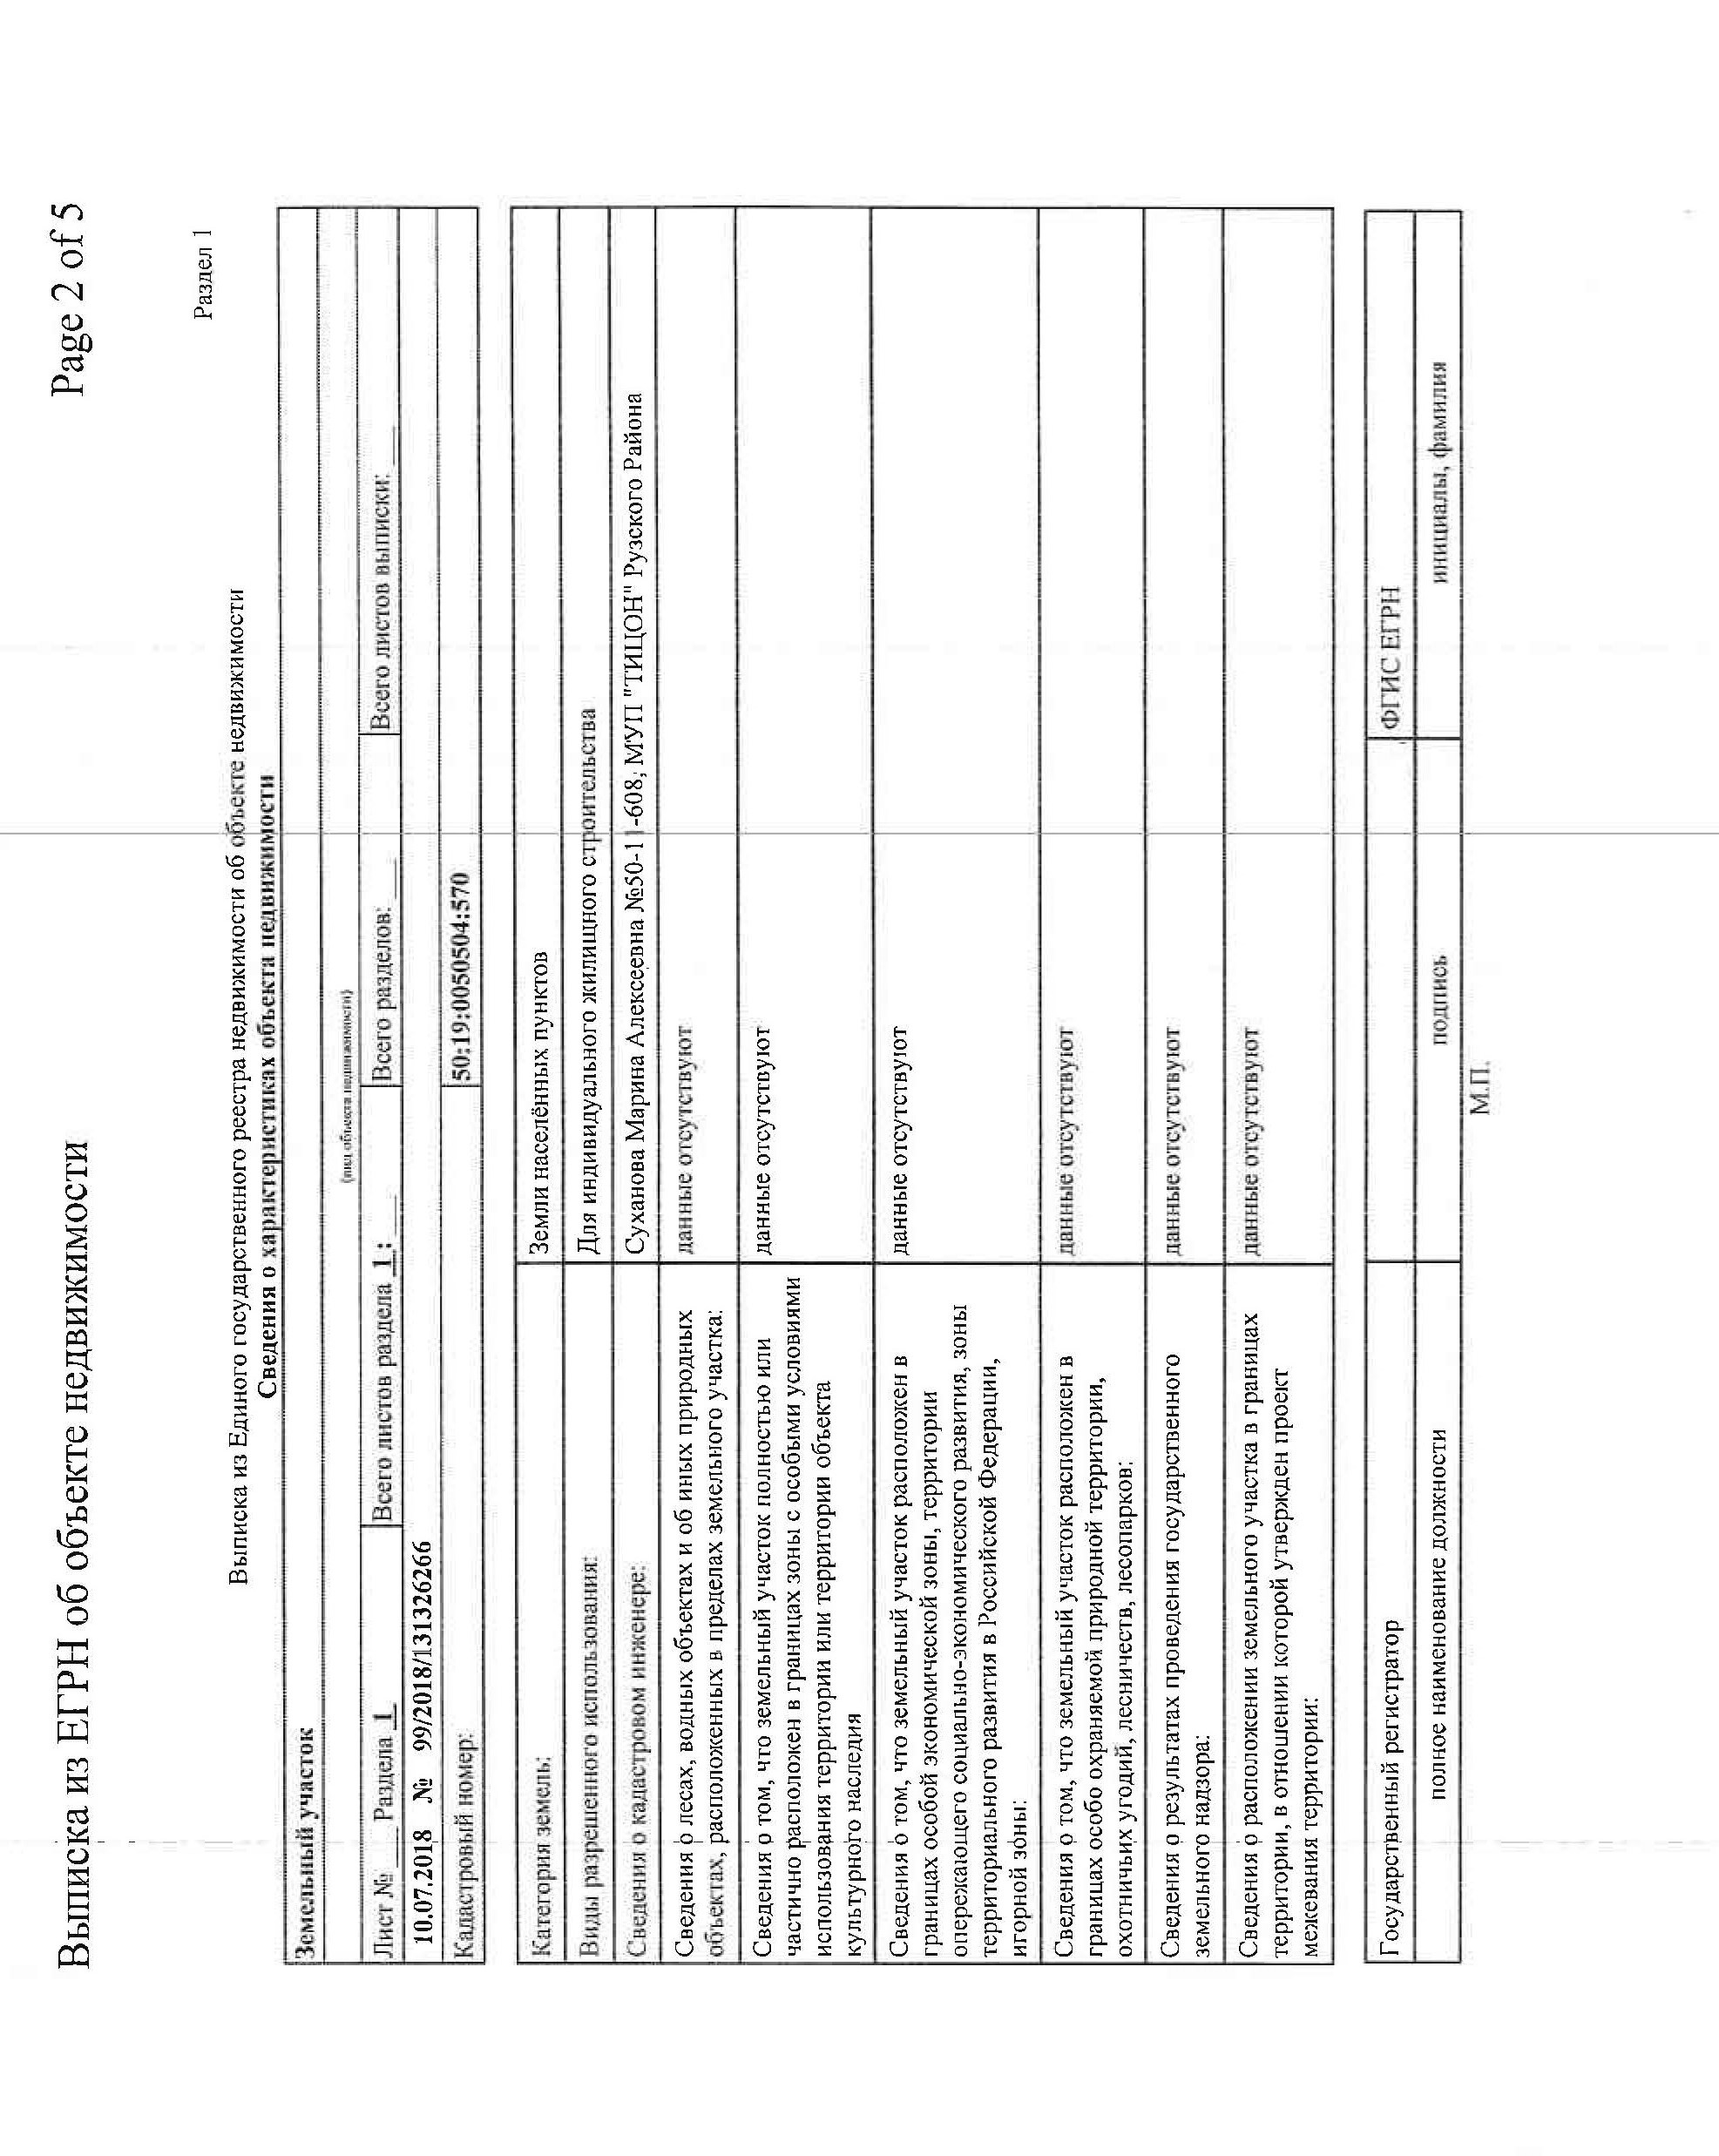 Выписка из ЕГРН об объекте недвижимости
Page 2 of 5
Раздел 1
Выписка из Единого государственного реестра недвижимости об объекте недвижимости
Сведения о характеристиках объекта недвижимости
Земельный участок
(вид объекта недвижимости)
Лист № ___ Раздела 1
Всего листов раздела 1 : ___
Всего разделов: ___
Всего листов выписки: ___
10.07.2018 № 99/2018/131326266
Кадастровый номер:
50:19:0050504:570
Категория земель:
Земли населённых пунктов
Виды разрешенного использования:
Для индивидуального жилищного строительства
Сведения о кадастровом инженере:
Суханова Марина Алексеевна №50-11-608, МУП "ТИЦОН" Рузского Района
Сведения о лесах, водных объектах и об иных природных
объектах, расположенных в пределах земельного участка:
данные отсутствуют
Сведения о том, что земельный участок полностью или
частично расположен в границах зоны с особыми условиями
использования территории или территории объекта
культурного наследия
данные отсутствуют
Сведения о том, что земельный участок расположен в
границах особой экономической зоны, территории
опережающего социально-экономического развития, зоны
территориального развития в Российской Федерации,
игорной зоны:
данные отсутствуют
Сведения о том, что земельный участок расположен в
границах особо охраняемой природной территории,
охотничьих угодий, лесничеств, лесопарков:
данные отсутствуют
Сведения о результатах проведения государственного
земельного надзора:
данные отсутствуют
Сведения о расположении земельного участка в границах
территории, в отношении которой утвержден проект
межевания территории:
данные отсутствуют
Государственный регистратор
ФГИС ЕГРН
полное наименование должности
подпись
инициалы, фамилия
М.П.